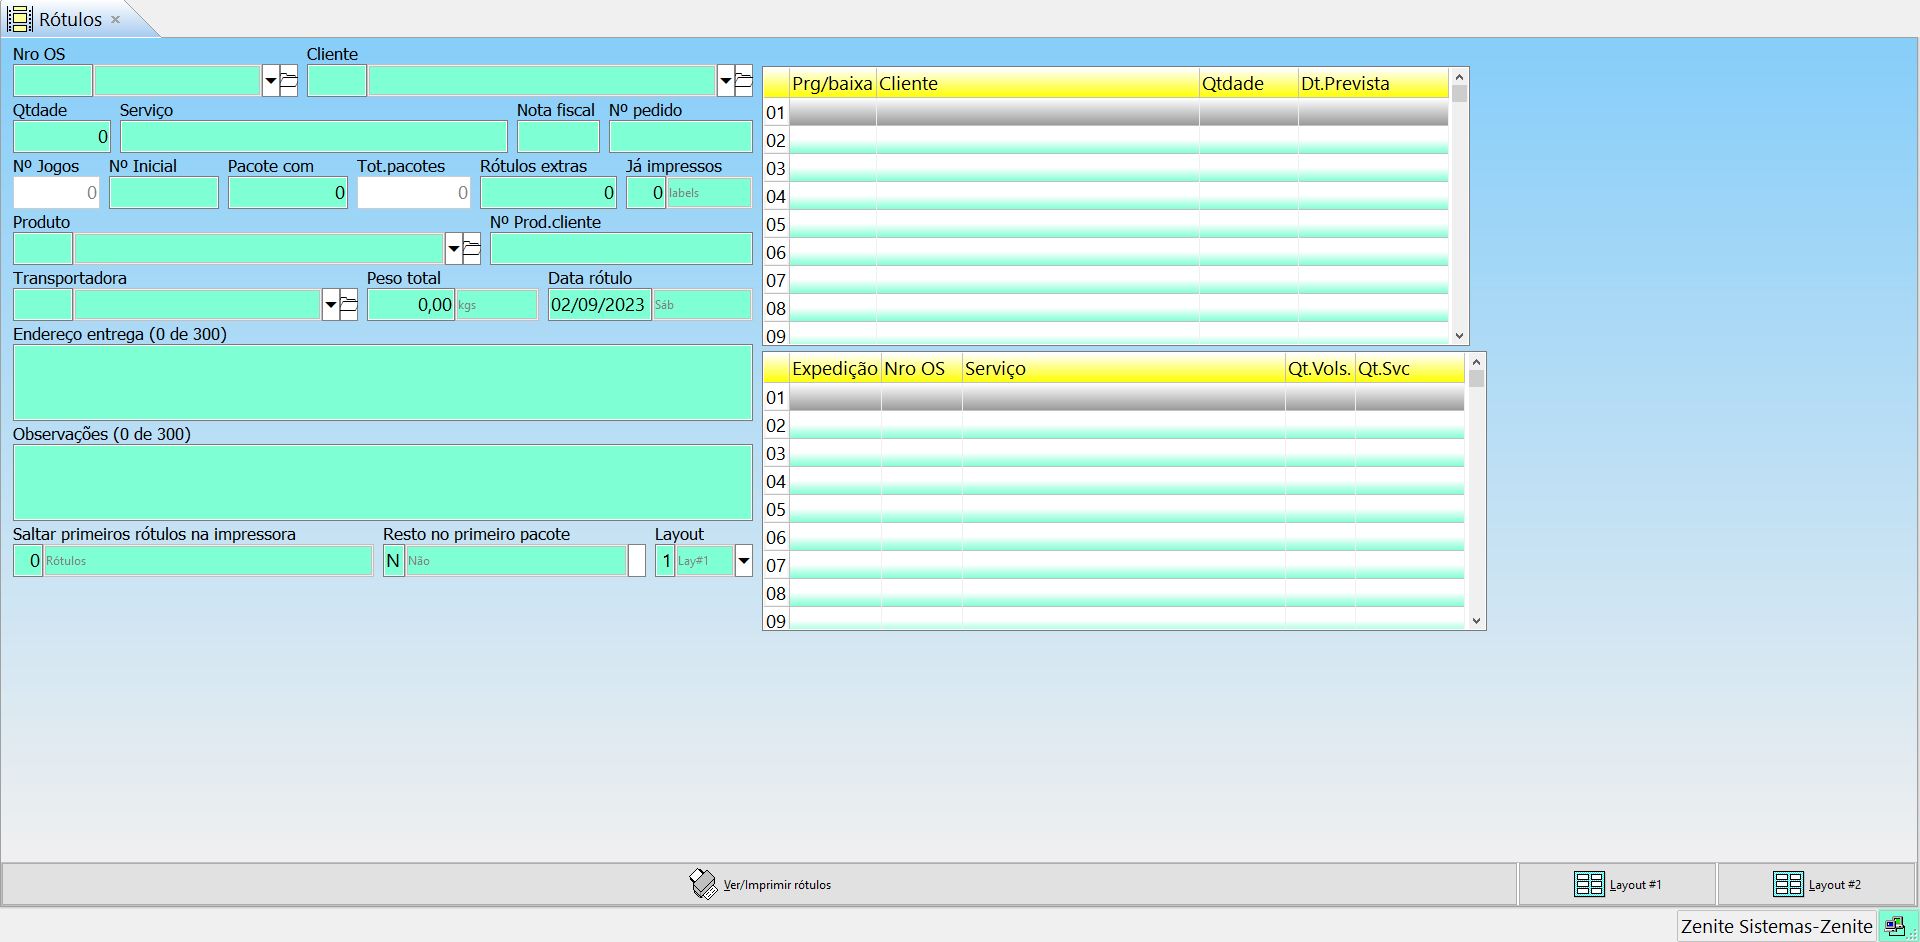 Rótulos ×
Nro OS Cliente
Qtdade Serviço Nota fiscal Nº pedido
0
Nº Jogos Nº Inicial Pacote com Tot.pacotes Rótulos extras Já impressos
0 0 0 0 0 labels
Produto Nº Prod.cliente
Transportadora Peso total Data rótulo
0,00 kgs 02/09/2023 Sáb
Endereço entrega (0 de 300)
Observações (0 de 300)
Saltar primeiros rótulos na impressora Resto no primeiro pacote Layout
0 Rótulos N Não 1 Lay#1
Prg/baixa Cliente Qtdade Dt.Prevista
01
02
03
04
05
06
07
08
09
Expedição Nro OS Serviço Qt.Vols. Qt.Svc
01
02
03
04
05
06
07
08
09
Ver/Imprimir rótulos Layout #1 Layout #2
Zenite Sistemas-Zenite